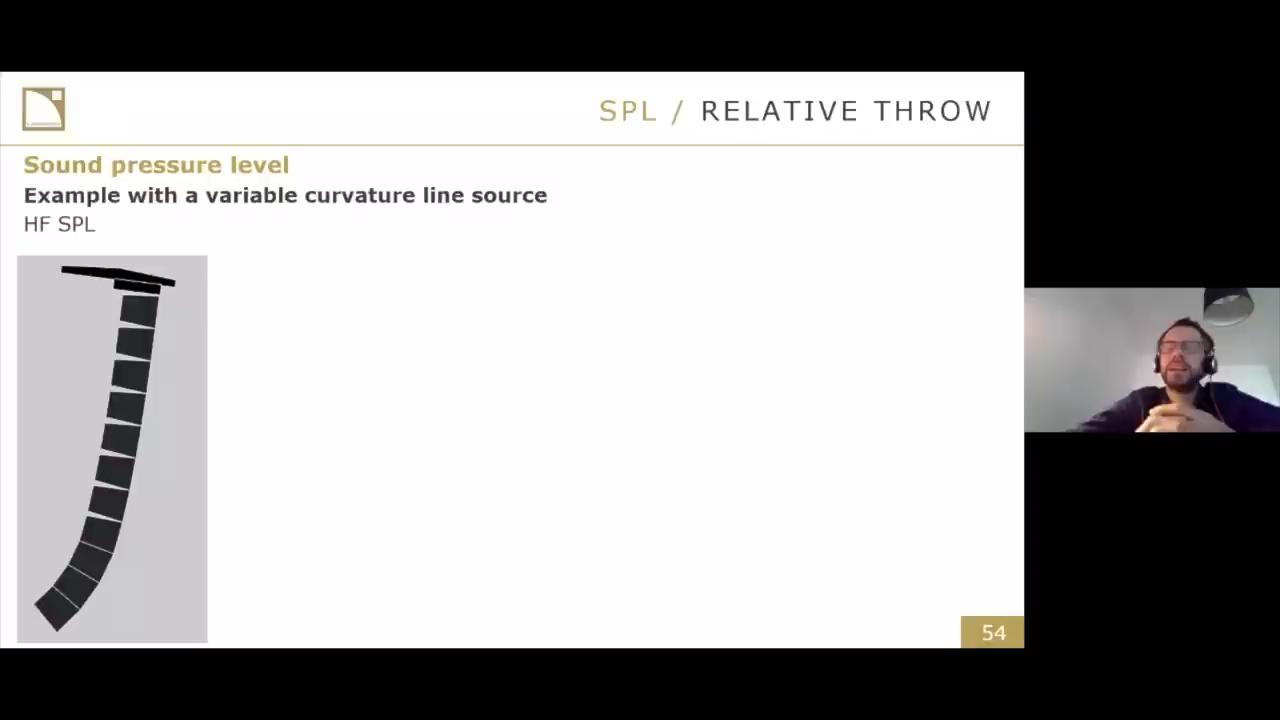 SPL / RELATIVE THROW
Sound pressure level
Example with a variable curvature line source
HF SPL
54